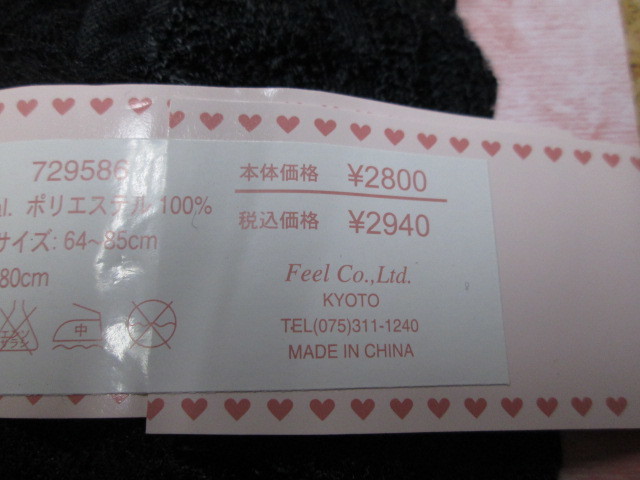 729586
al. ポリエステル 100%
サイズ: 64~85cm
80cm
中
本体価格 ¥2800
税込価格 ¥2940
Feel Co.,Ltd.
KYOTO
TEL(075)311-1240
MADE IN CHINA